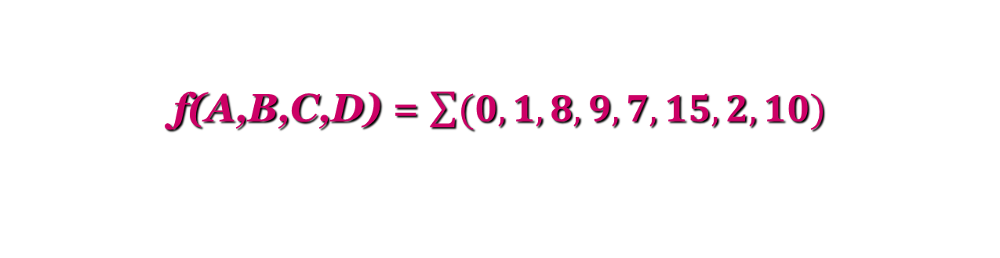 f(A,B,C,D) = ∑(0, 1, 8, 9, 7, 15, 2, 10)